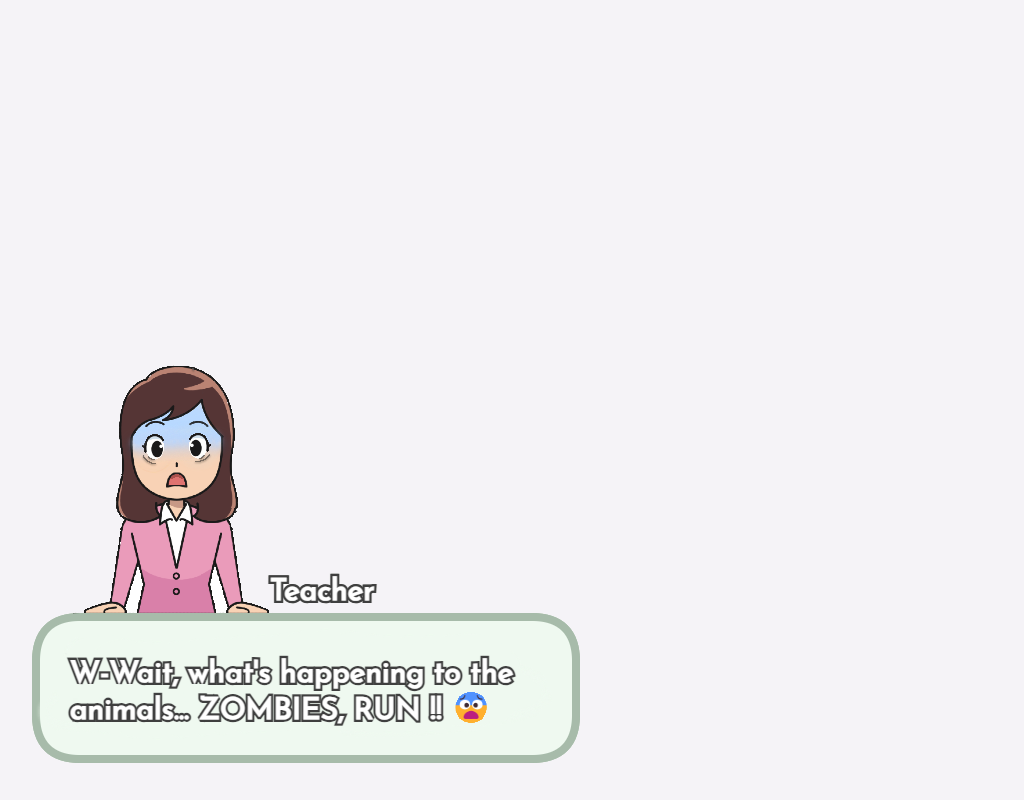 Teacher
W-Wait, what's happening to the
animals... ZOMBIES, RUN !! 😨